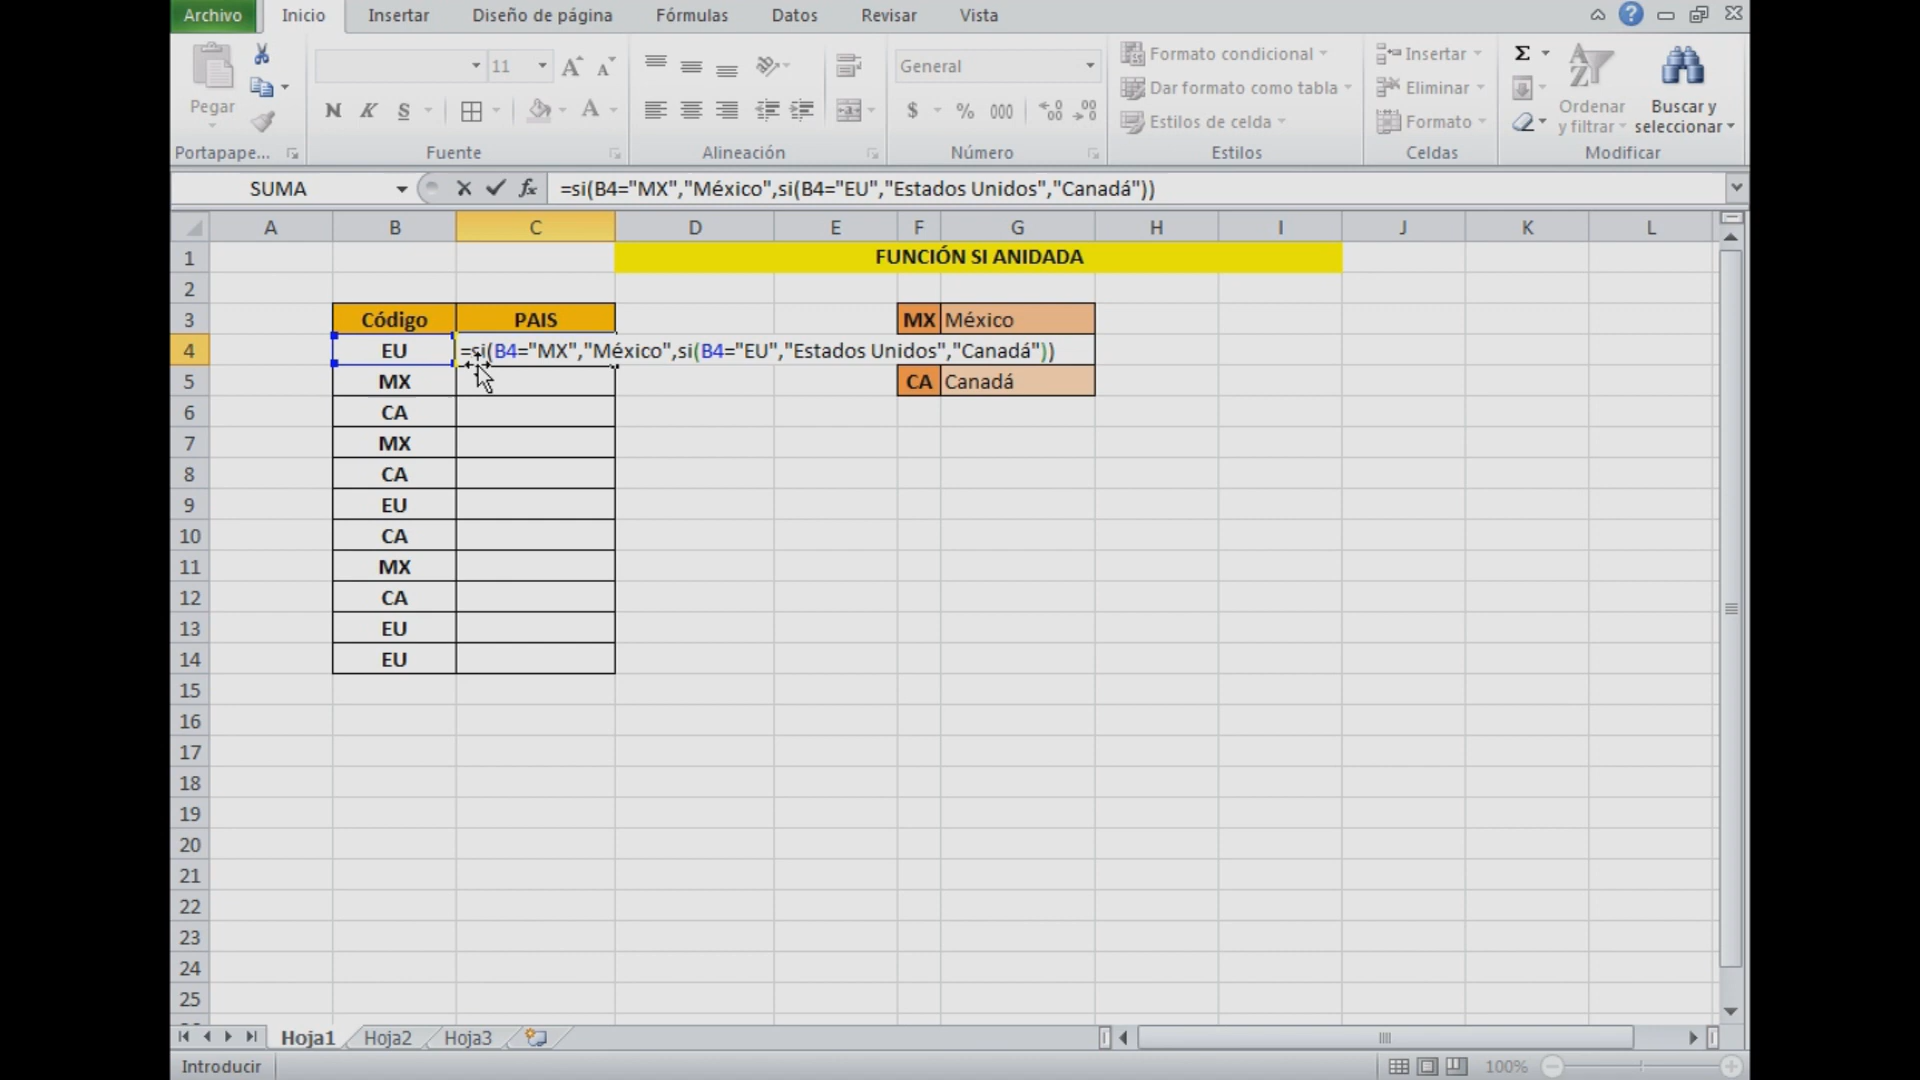 Archivo Inicio Insertar Diseño de página Fórmulas Datos Revisar Vista
Pegar
Portapape...
11
N K S
Fuente
Alineación
General
$ % 000
Número
Formato condicional
Dar formato como tabla
Estilos de celda
Estilos
Insertar
Eliminar
Formato
Celdas
Σ
Ordenar
y filtrar
Buscar y
seleccionar
Modificar
SUMA fx =si(B4="MX","México",si(B4="EU","Estados Unidos","Canadá"))
A B C D E F G H I J K L
1 FUNCIÓN SI ANIDADA
2
3 Código PAIS MX México
4 EU =si(B4="MX","México",si(B4="EU","Estados Unidos","Canadá"))
5 MX CA Canadá
6 CA
7 MX
8 CA
9 EU
10 CA
11 MX
12 CA
13 EU
14 EU
15
16
17
18
19
20
21
22
23
24
25
Hoja1 Hoja2 Hoja3
Introducir 100%